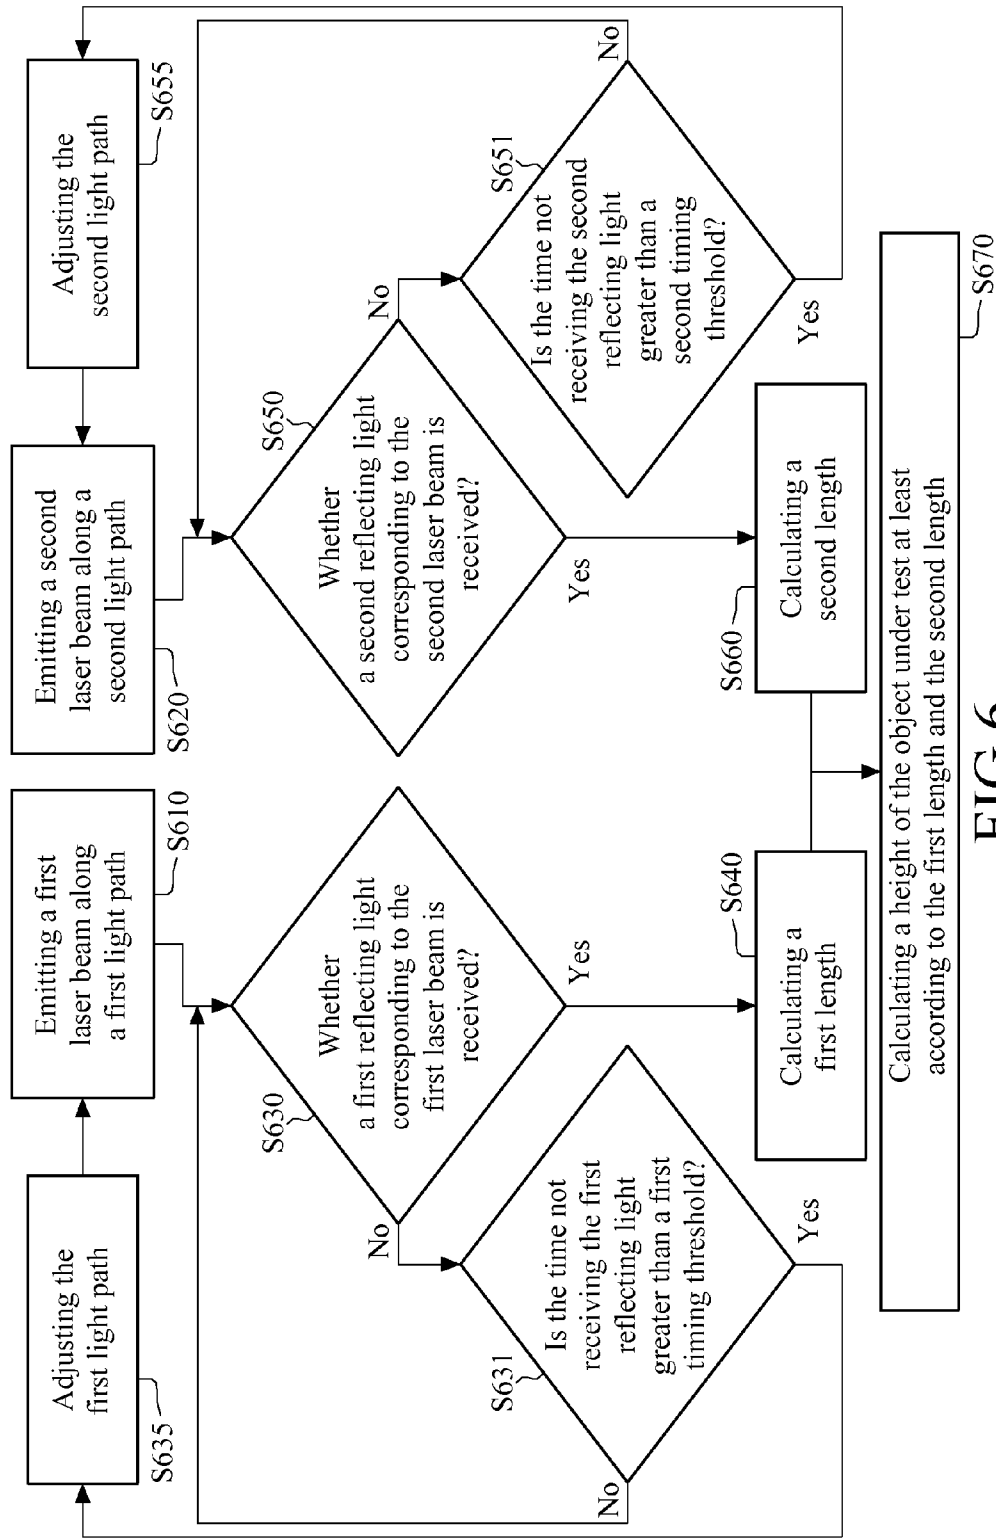 Adjusting the
first light path
S635
Emitting a first
laser beam along
a first light path
S610
Emitting a second
laser beam along a
second light path
S620
Adjusting the
second light path
S655
Whether
a first reflecting light
corresponding to the
first laser beam is
received?
S630
No
Yes
Whether
a second reflecting light
corresponding to the
second laser beam is
received?
S650
No
Yes
Is the time not
receiving the first
reflecting light
greater than a first
timing threshold?
S631
No
Yes
Is the time not
receiving the second
reflecting light
greater than a
second timing
threshold?
S651
No
Yes
Calculating a
first length
S640
Calculating a
second length
S660
Calculating a height of the object under test at least
according to the first length and the second length
S670